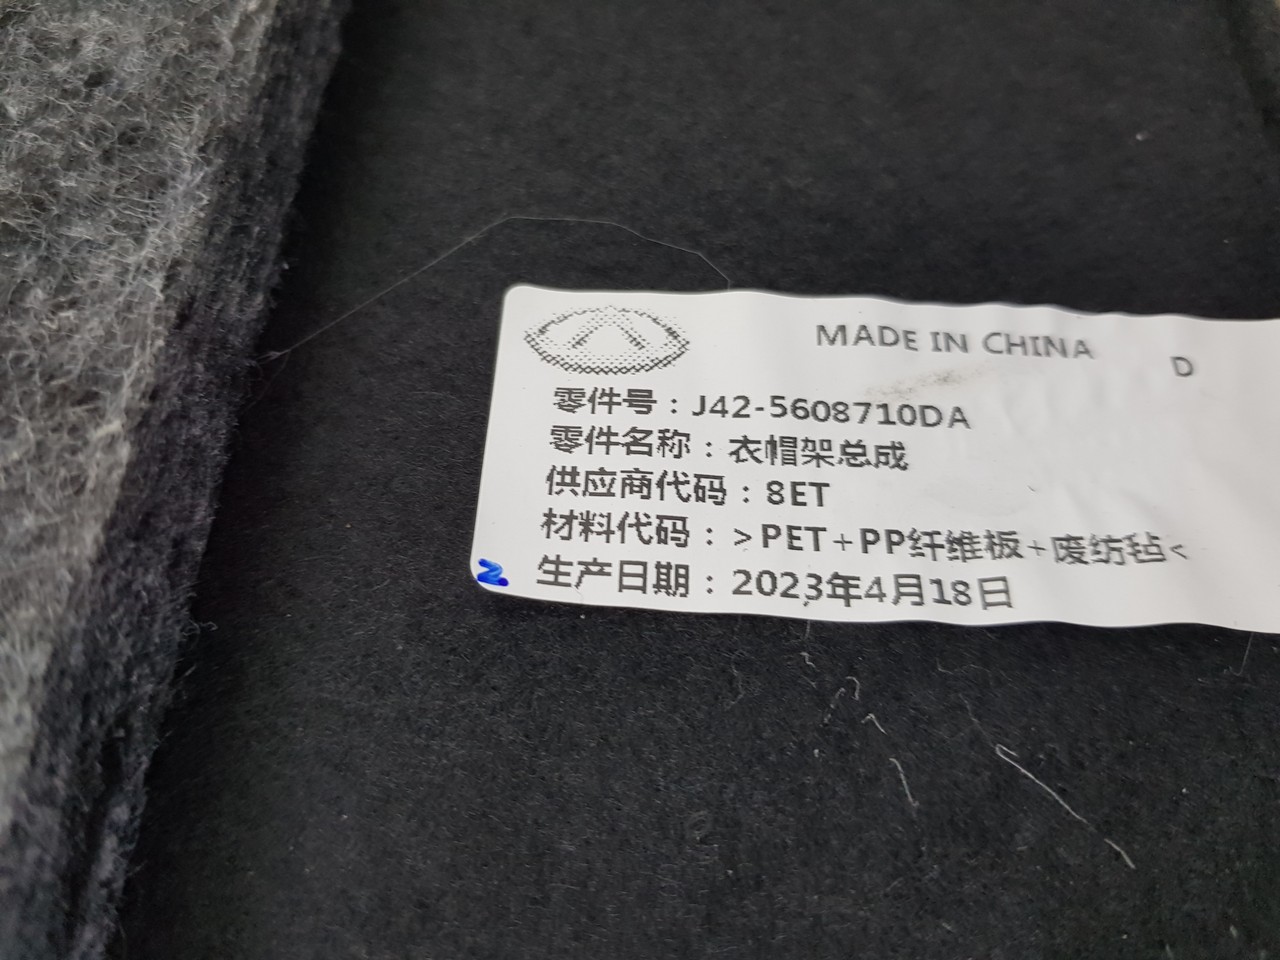 MADE IN CHINA D
零件号：J42-5608710DA
零件名称：衣帽架总成
供应商代码：8ET
材料代码：>PET+PP纤维板+废纺毡<
2 生产日期：2023年4月18日